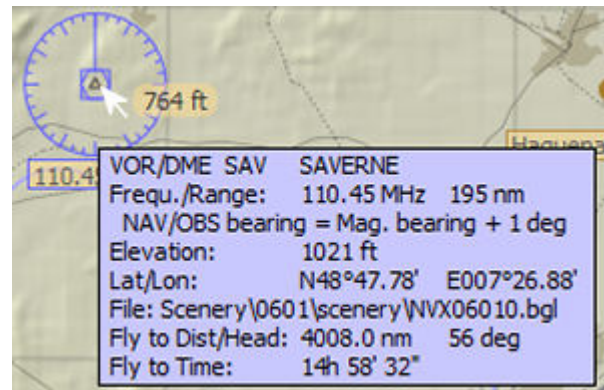 764 ft
Haguena
110.4
VOR/DME SAV SAVERNE
Frequ./Range: 110.45 MHz 195 nm
NAV/OBS bearing = Mag. bearing + 1 deg
Elevation: 1021 ft
Lat/Lon: N48°47.78' E007°26.88'
File: Scenery\0601\scenery\NVX06010.bgl
Fly to Dist/Head: 4008.0 nm 56 deg
Fly to Time: 14h 58' 32"